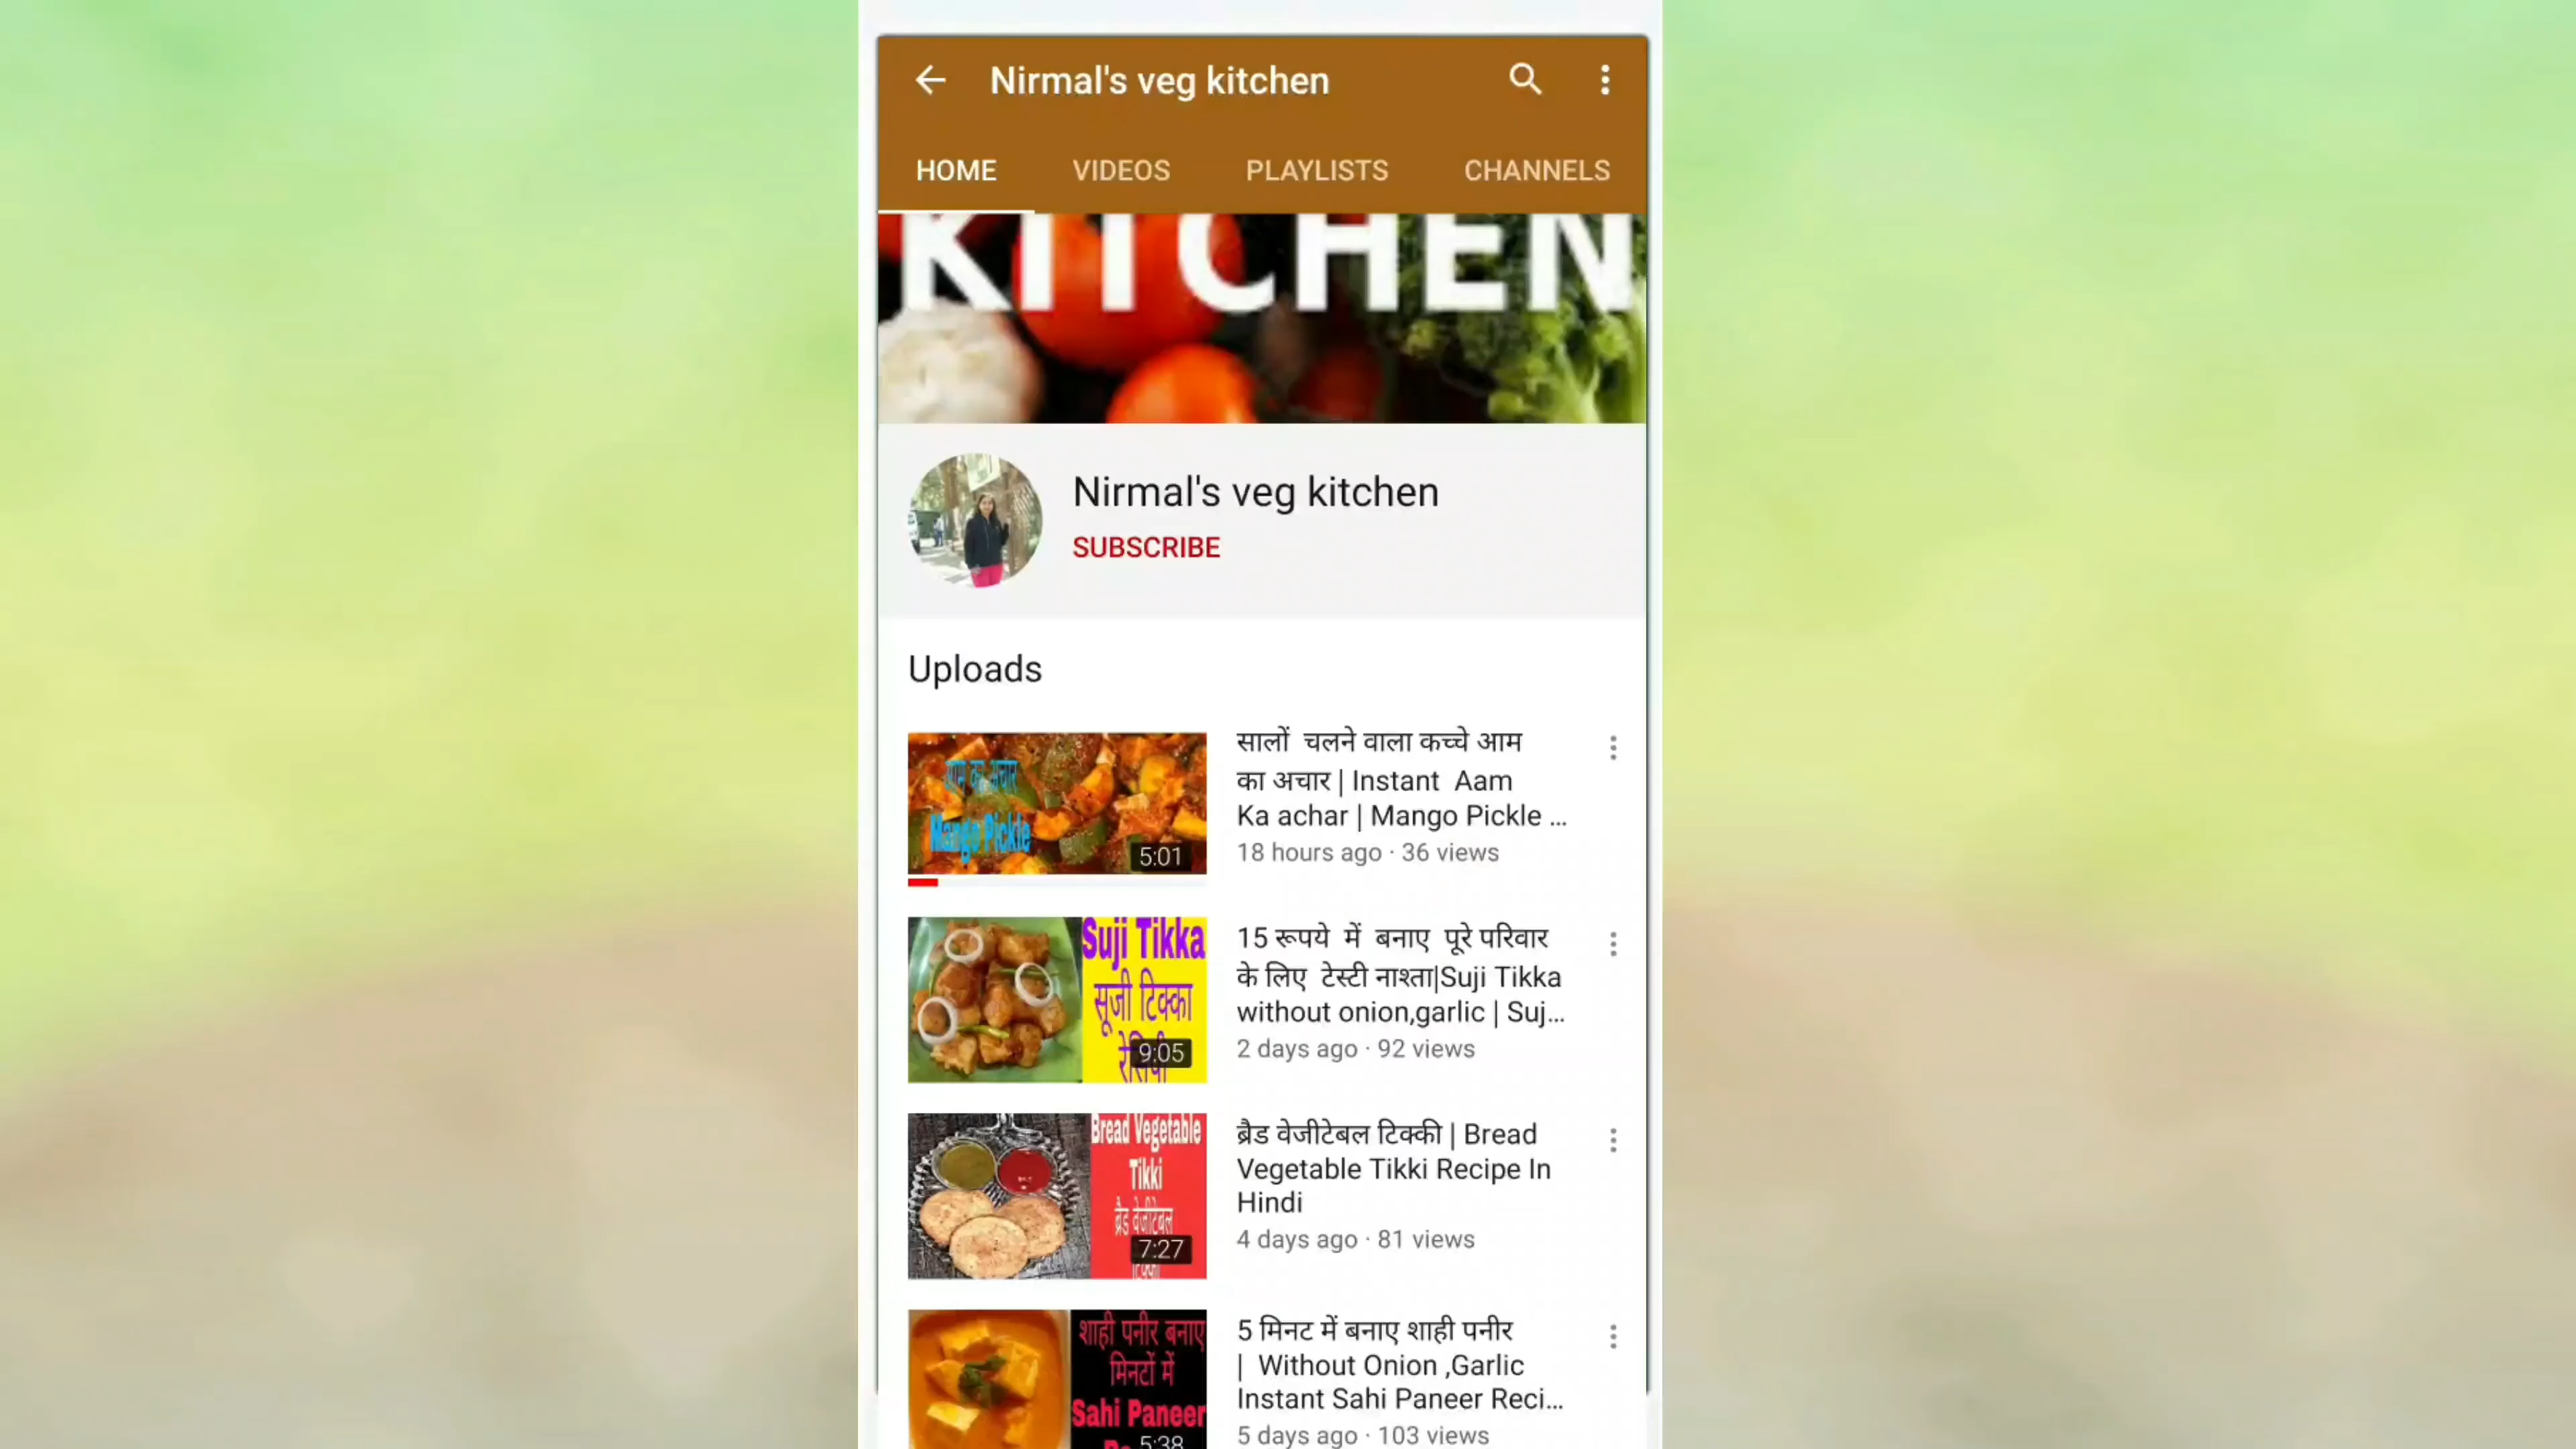 Nirmal's veg kitchen
HOME VIDEOS PLAYLISTS CHANNELS
KITCHEN
Nirmal's veg kitchen
SUBSCRIBE
Uploads
आम का अचार
Mango Pickle
5:01
सालों चलने वाला कच्चे आम
का अचार | Instant Aam
Ka achar | Mango Pickle ...
18 hours ago · 36 views
Suji Tikka
सूजी टिक्का
रेसिपी
9:05
15 रूपये में बनाए पूरे परिवार
के लिए टेस्टी नाश्ता|Suji Tikka
without onion,garlic | Suj...
2 days ago · 92 views
Bread Vegetable
Tikki
ब्रैड वेजीटेबल
टिक्की
7:27
ब्रैड वेजीटेबल टिक्की | Bread
Vegetable Tikki Recipe In
Hindi
4 days ago · 81 views
शाही पनीर बनाए
मिनटों में
Sahi Paneer
5:38
5 मिनट में बनाए शाही पनीर
| Without Onion ,Garlic
Instant Sahi Paneer Reci...
5 days ago · 103 views